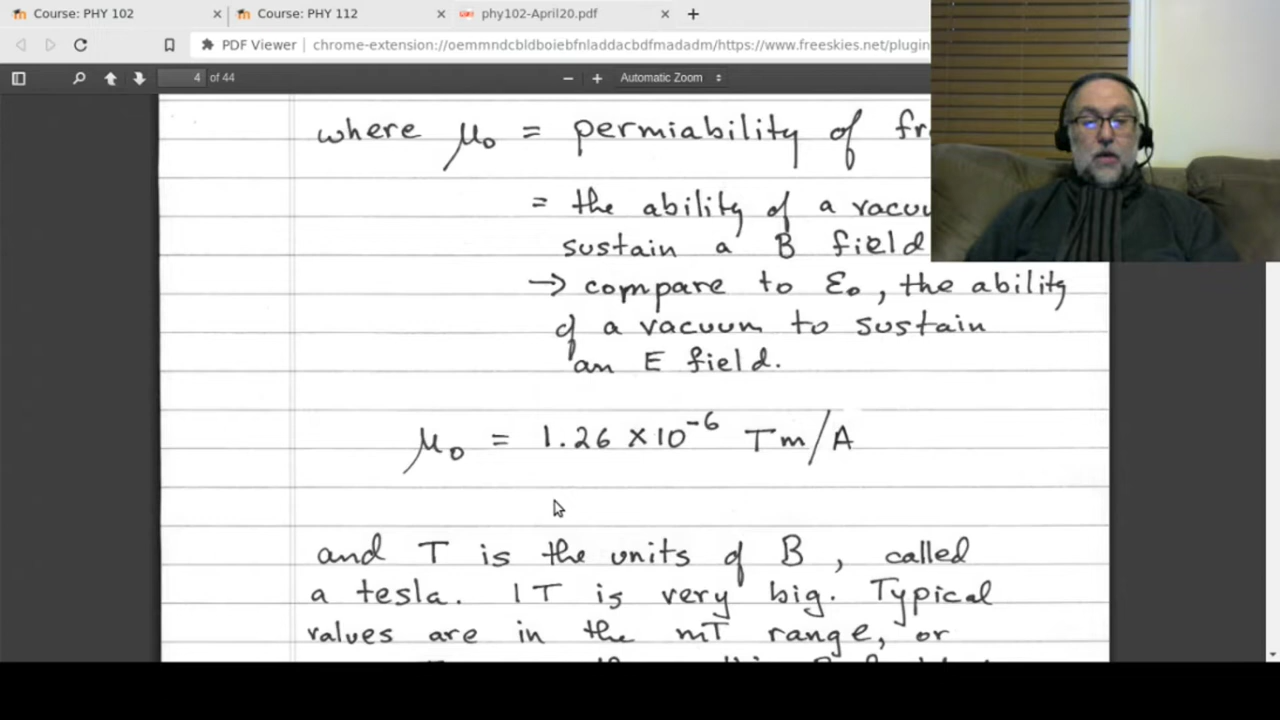 Course: PHY 102
Course: PHY 112
phy102-April20.pdf
PDF Viewer
chrome-extension://oemmndcbldboiebfnladdacbdfmadadm/https://www.freeskies.net/plugin
4 of 44
Automatic Zoom
where μ₀ = permiability of
= the ability of a
sustain a B field
→ compare to ε₀, the ability
of a vacuum to sustain
an E field.
μ₀ = 1.26 ×10⁻⁶ Tm/A
and T is the units of B, called
a tesla. 1T is very big. Typical
values are in the mT range, or